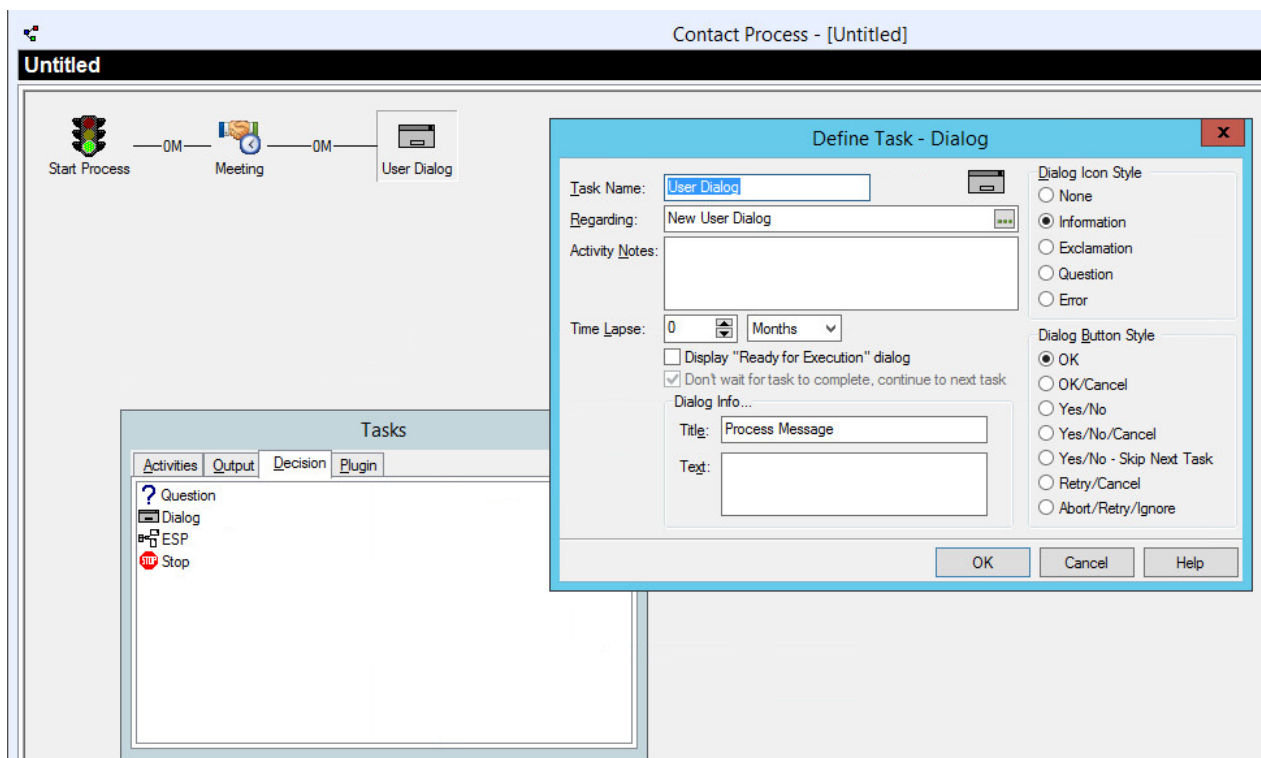 Contact Process - [Untitled]
Untitled
0M
0M
Start Process
Meeting
User Dialog
Define Task - Dialog
x
Task Name:
User Dialog
Regarding:
New User Dialog
...
Activity Notes:
Time Lapse:
0
Months
Display "Ready for Execution" dialog
Don't wait for task to complete, continue to next task
Dialog Info...
Title:
Process Message
Text:
Dialog Icon Style
None
Information
Exclamation
Question
Error
Dialog Button Style
OK
OK/Cancel
Yes/No
Yes/No/Cancel
Yes/No - Skip Next Task
Retry/Cancel
Abort/Retry/Ignore
OK
Cancel
Help
Tasks
Activities
Output
Decision
Plugin
? Question
Dialog
ESP
STOP Stop